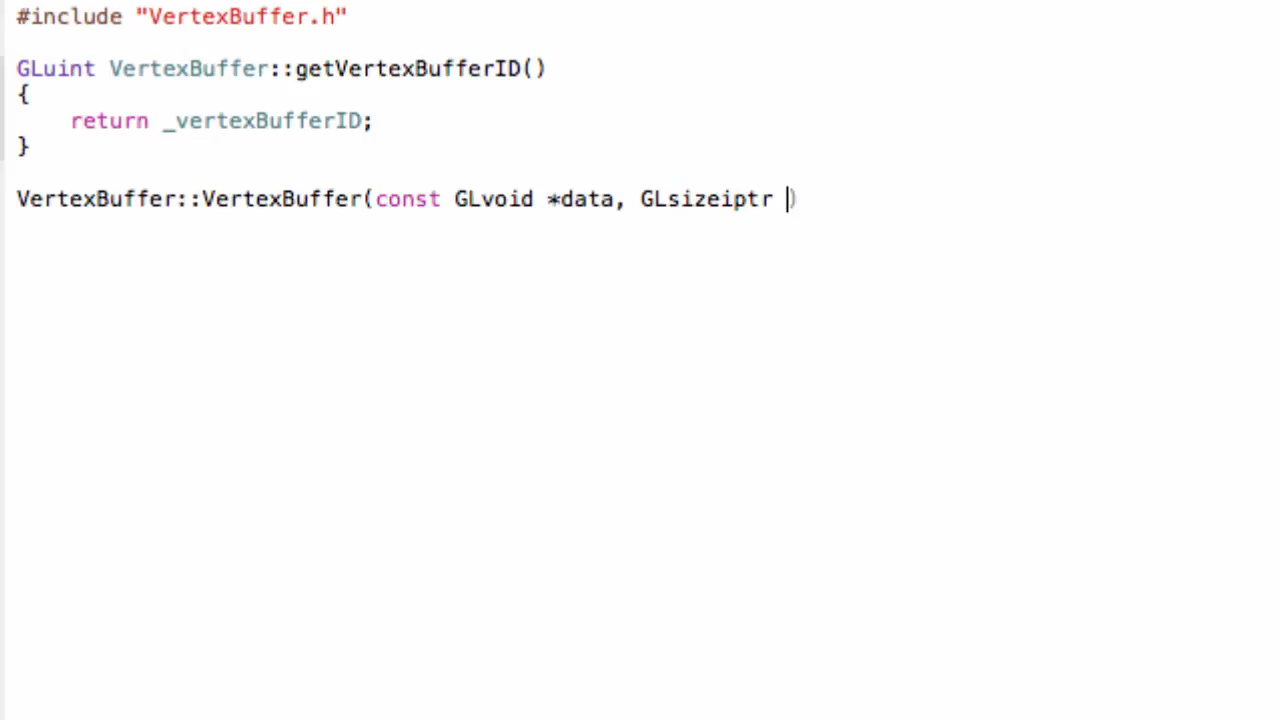 #include "VertexBuffer.h"
GLuint VertexBuffer::getVertexBufferID()
{
return _vertexBufferID;
}
VertexBuffer::VertexBuffer(const GLvoid *data, GLsizeiptr )